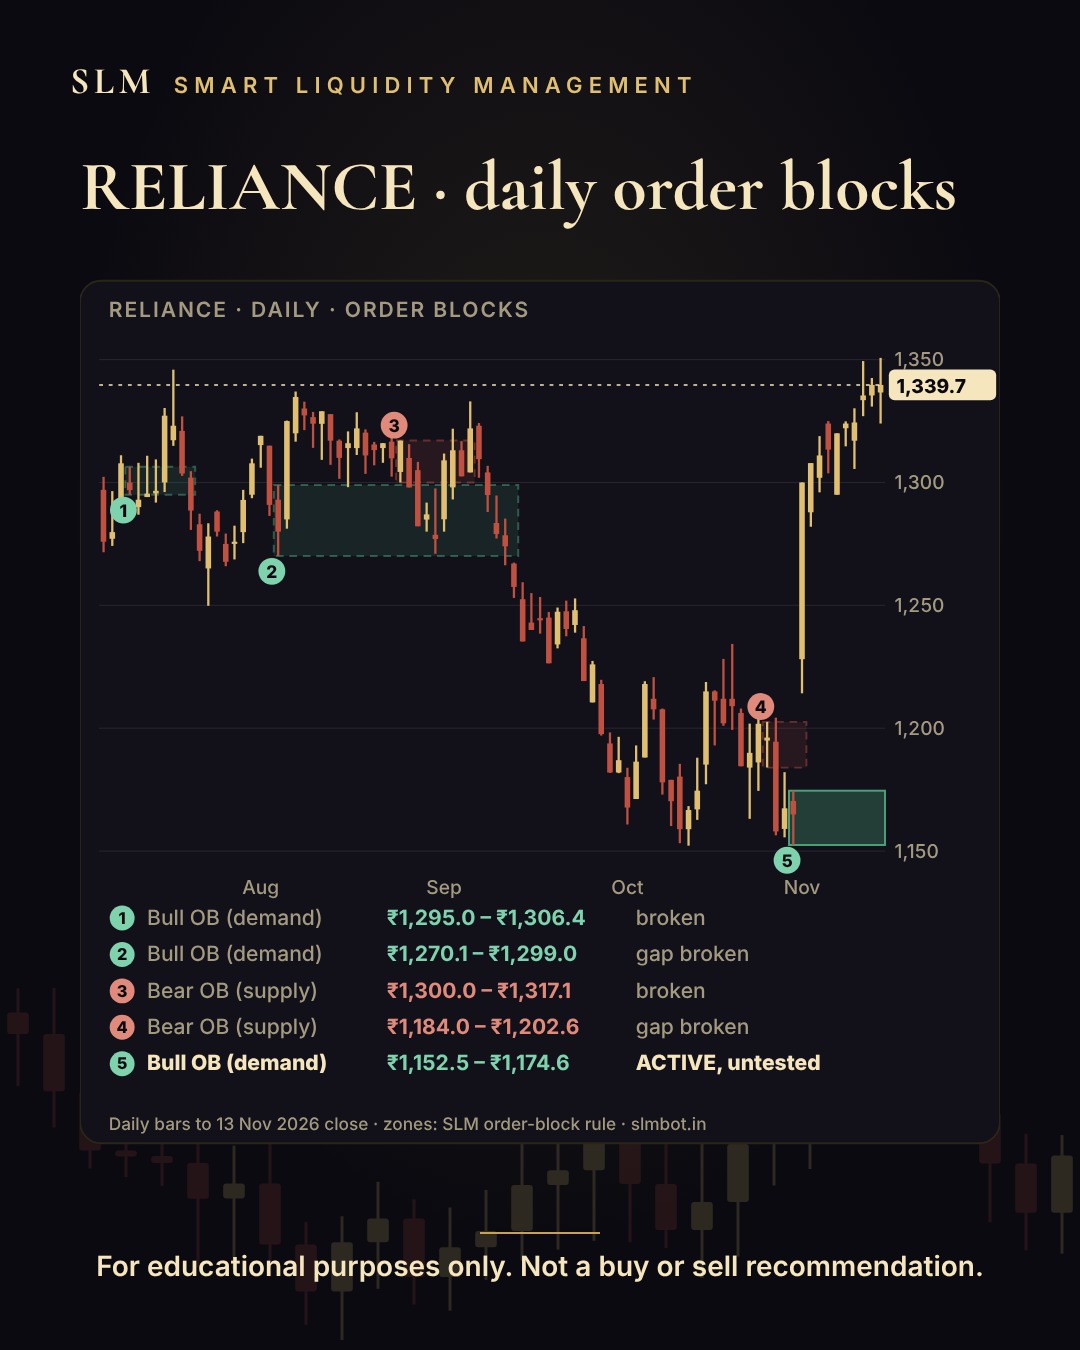 SLM SMART LIQUIDITY MANAGEMENT
RELIANCE · daily order blocks
RELIANCE · DAILY · ORDER BLOCKS
1,350
1,339.7
3
1,300
1
2
1,250
4
1,200
5
1,150
Aug Sep Oct Nov
1 Bull OB (demand) ₹1,295.0 – ₹1,306.4 broken
2 Bull OB (demand) ₹1,270.1 – ₹1,299.0 gap broken
3 Bear OB (supply) ₹1,300.0 – ₹1,317.1 broken
4 Bear OB (supply) ₹1,184.0 – ₹1,202.6 gap broken
5 Bull OB (demand) ₹1,152.5 – ₹1,174.6 ACTIVE, untested
Daily bars to 13 Nov 2026 close · zones: SLM order-block rule · slmbot.in
For educational purposes only. Not a buy or sell recommendation.